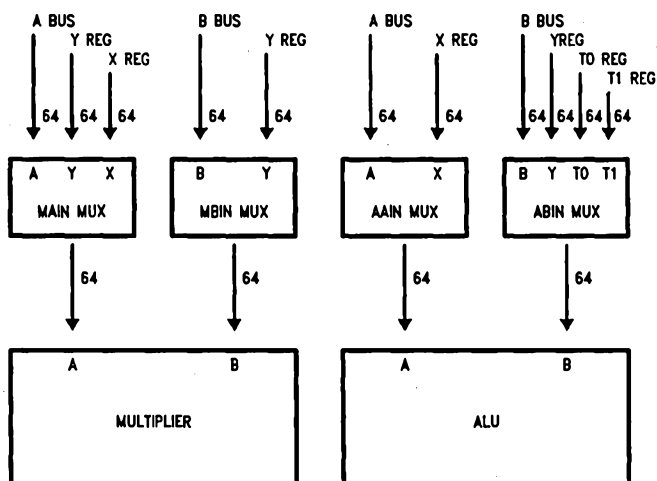 A BUS
Y REG
X REG
B BUS
Y REG
A BUS
X REG
B BUS
YREG
T0 REG
T1 REG
64 64 64 64 64 64 64 64 64 64 64
A Y X
MAIN MUX
B Y
MBIN MUX
A X
AAIN MUX
B Y T0 T1
ABIN MUX
64 64 64 64
A B
MULTIPLIER
A B
ALU